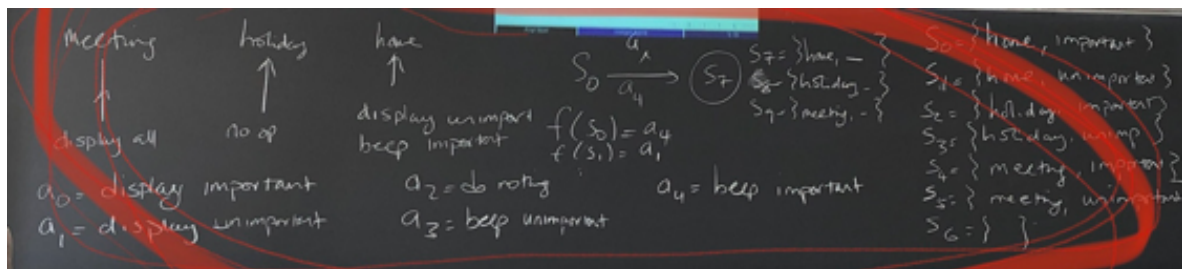 meeting
holiday
home
display all
no op
display unimport
beep important
a0 = display important
a1 = display unimportant
a2 = do nothing
a3 = beep unimportant
a4 = beep important
S0 a4 S7
f(S0) = a4
f(S1) = a1
S7 = {home, _ }
= {holiday _ }
S9 = {meeting, - }
S0 = {home, important}
S1 = {home, unimportant}
S2 = {holiday, important}
S3 = {holiday, unimp}
S4 = { meeting, important}
S5 = { meeting, unimportant
S6 = { }